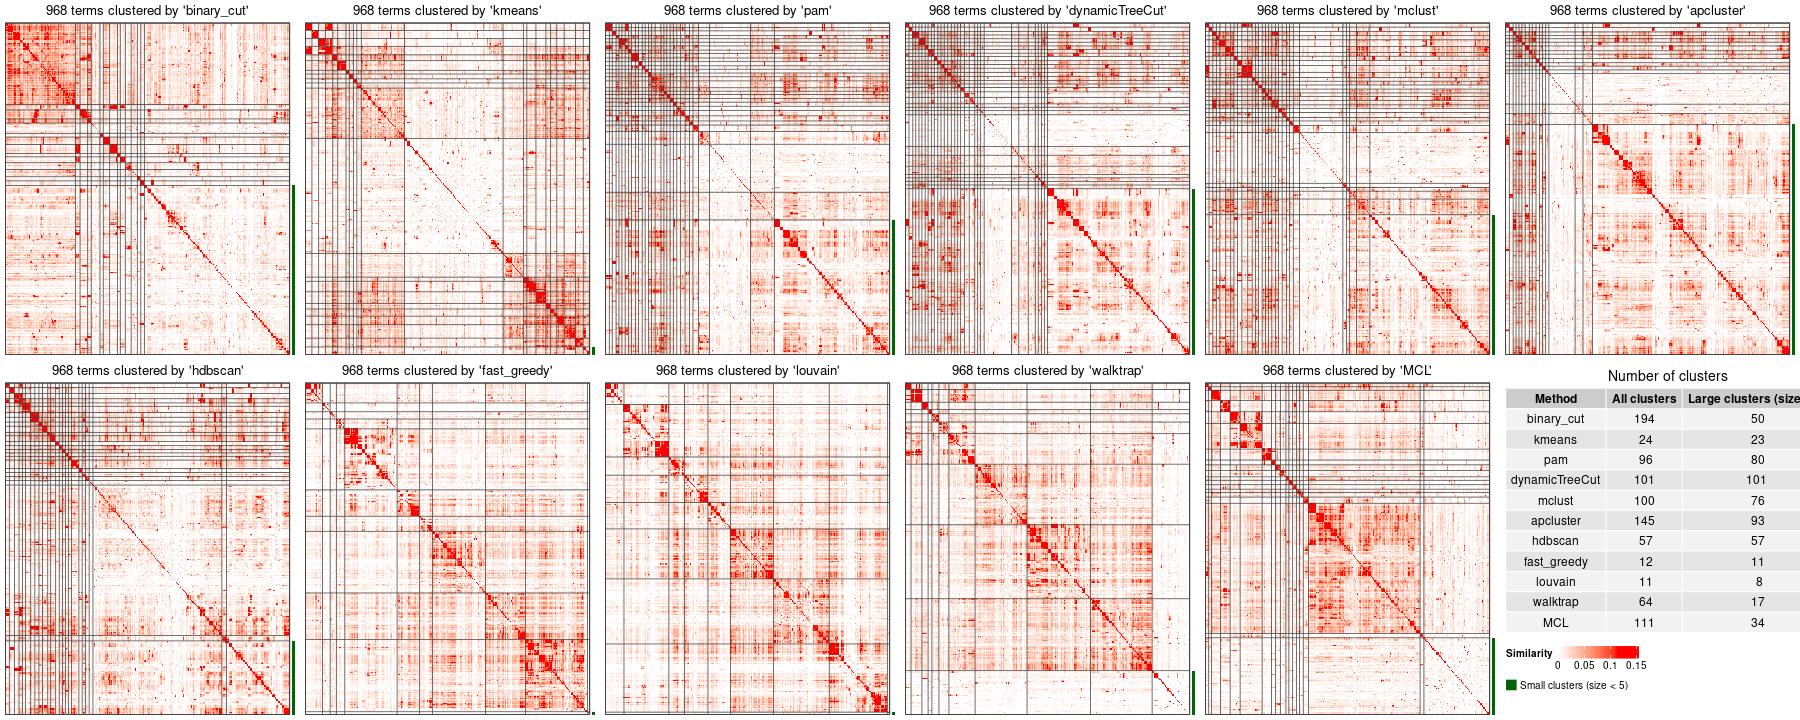 968 terms clustered by 'binary_cut'
968 terms clustered by 'kmeans'
968 terms clustered by 'pam'
968 terms clustered by 'dynamicTreeCut'
968 terms clustered by 'mclust'
968 terms clustered by 'apcluster'
968 terms clustered by 'hdbscan'
968 terms clustered by 'fast_greedy'
968 terms clustered by 'louvain'
968 terms clustered by 'walktrap'
968 terms clustered by 'MCL'
Number of clusters
Method All clusters Large clusters (size
binary_cut 194 50
kmeans 24 23
pam 96 80
dynamicTreeCut 101 101
mclust 100 76
apcluster 145 93
hdbscan 57 57
fast_greedy 12 11
louvain 11 8
walktrap 64 17
MCL 111 34
Similarity
0 0.05 0.1 0.15
Small clusters (size < 5)